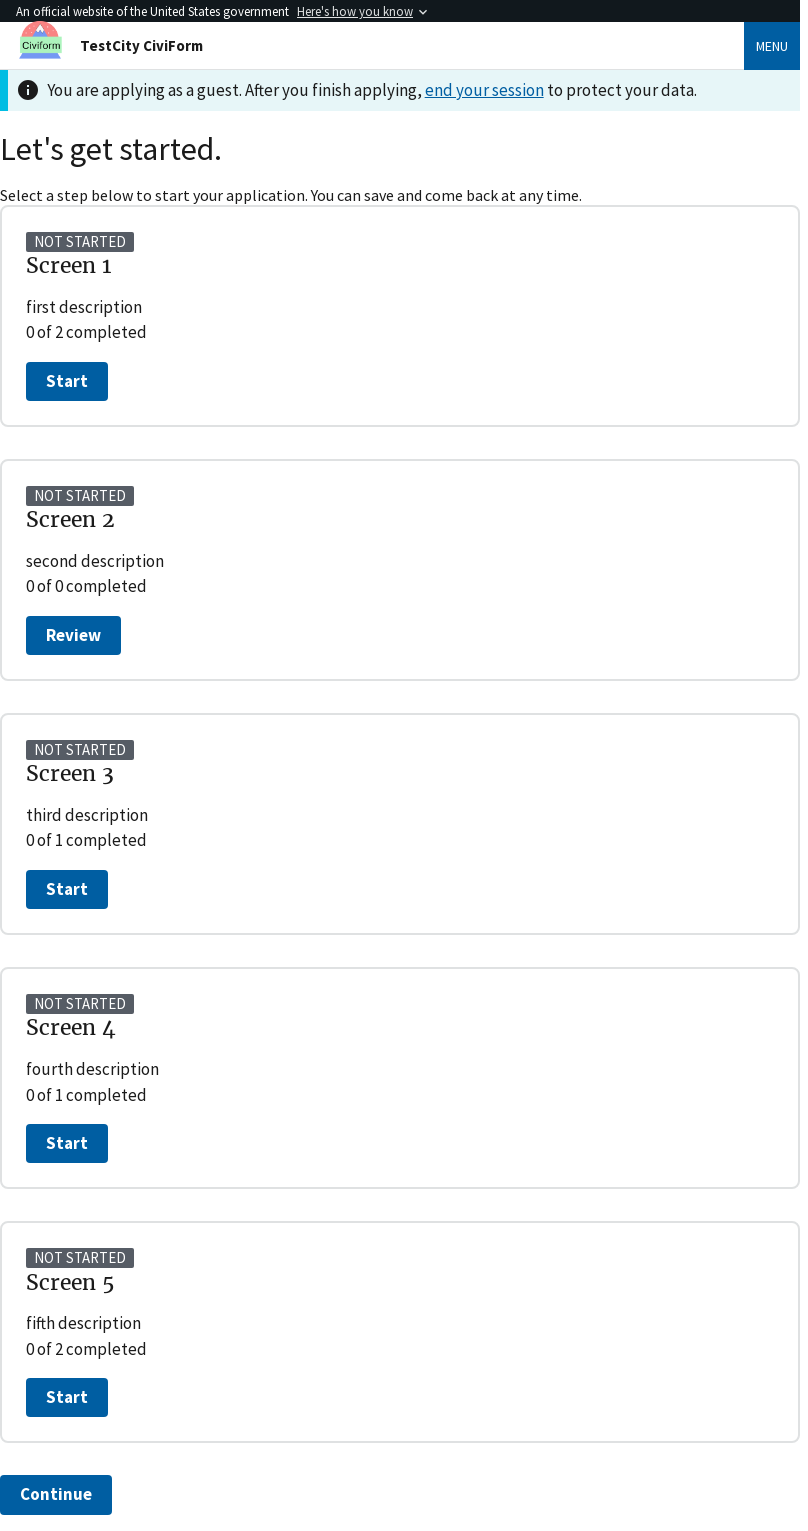 An official website of the United States government Here's how you know
Civiform
TestCity CiviForm
MENU
You are applying as a guest. After you finish applying, end your session to protect your data.
Let's get started.
Select a step below to start your application. You can save and come back at any time.
NOT STARTED
Screen 1
first description
0 of 2 completed
Start
NOT STARTED
Screen 2
second description
0 of 0 completed
Review
NOT STARTED
Screen 3
third description
0 of 1 completed
Start
NOT STARTED
Screen 4
fourth description
0 of 1 completed
Start
NOT STARTED
Screen 5
fifth description
0 of 2 completed
Start
Continue